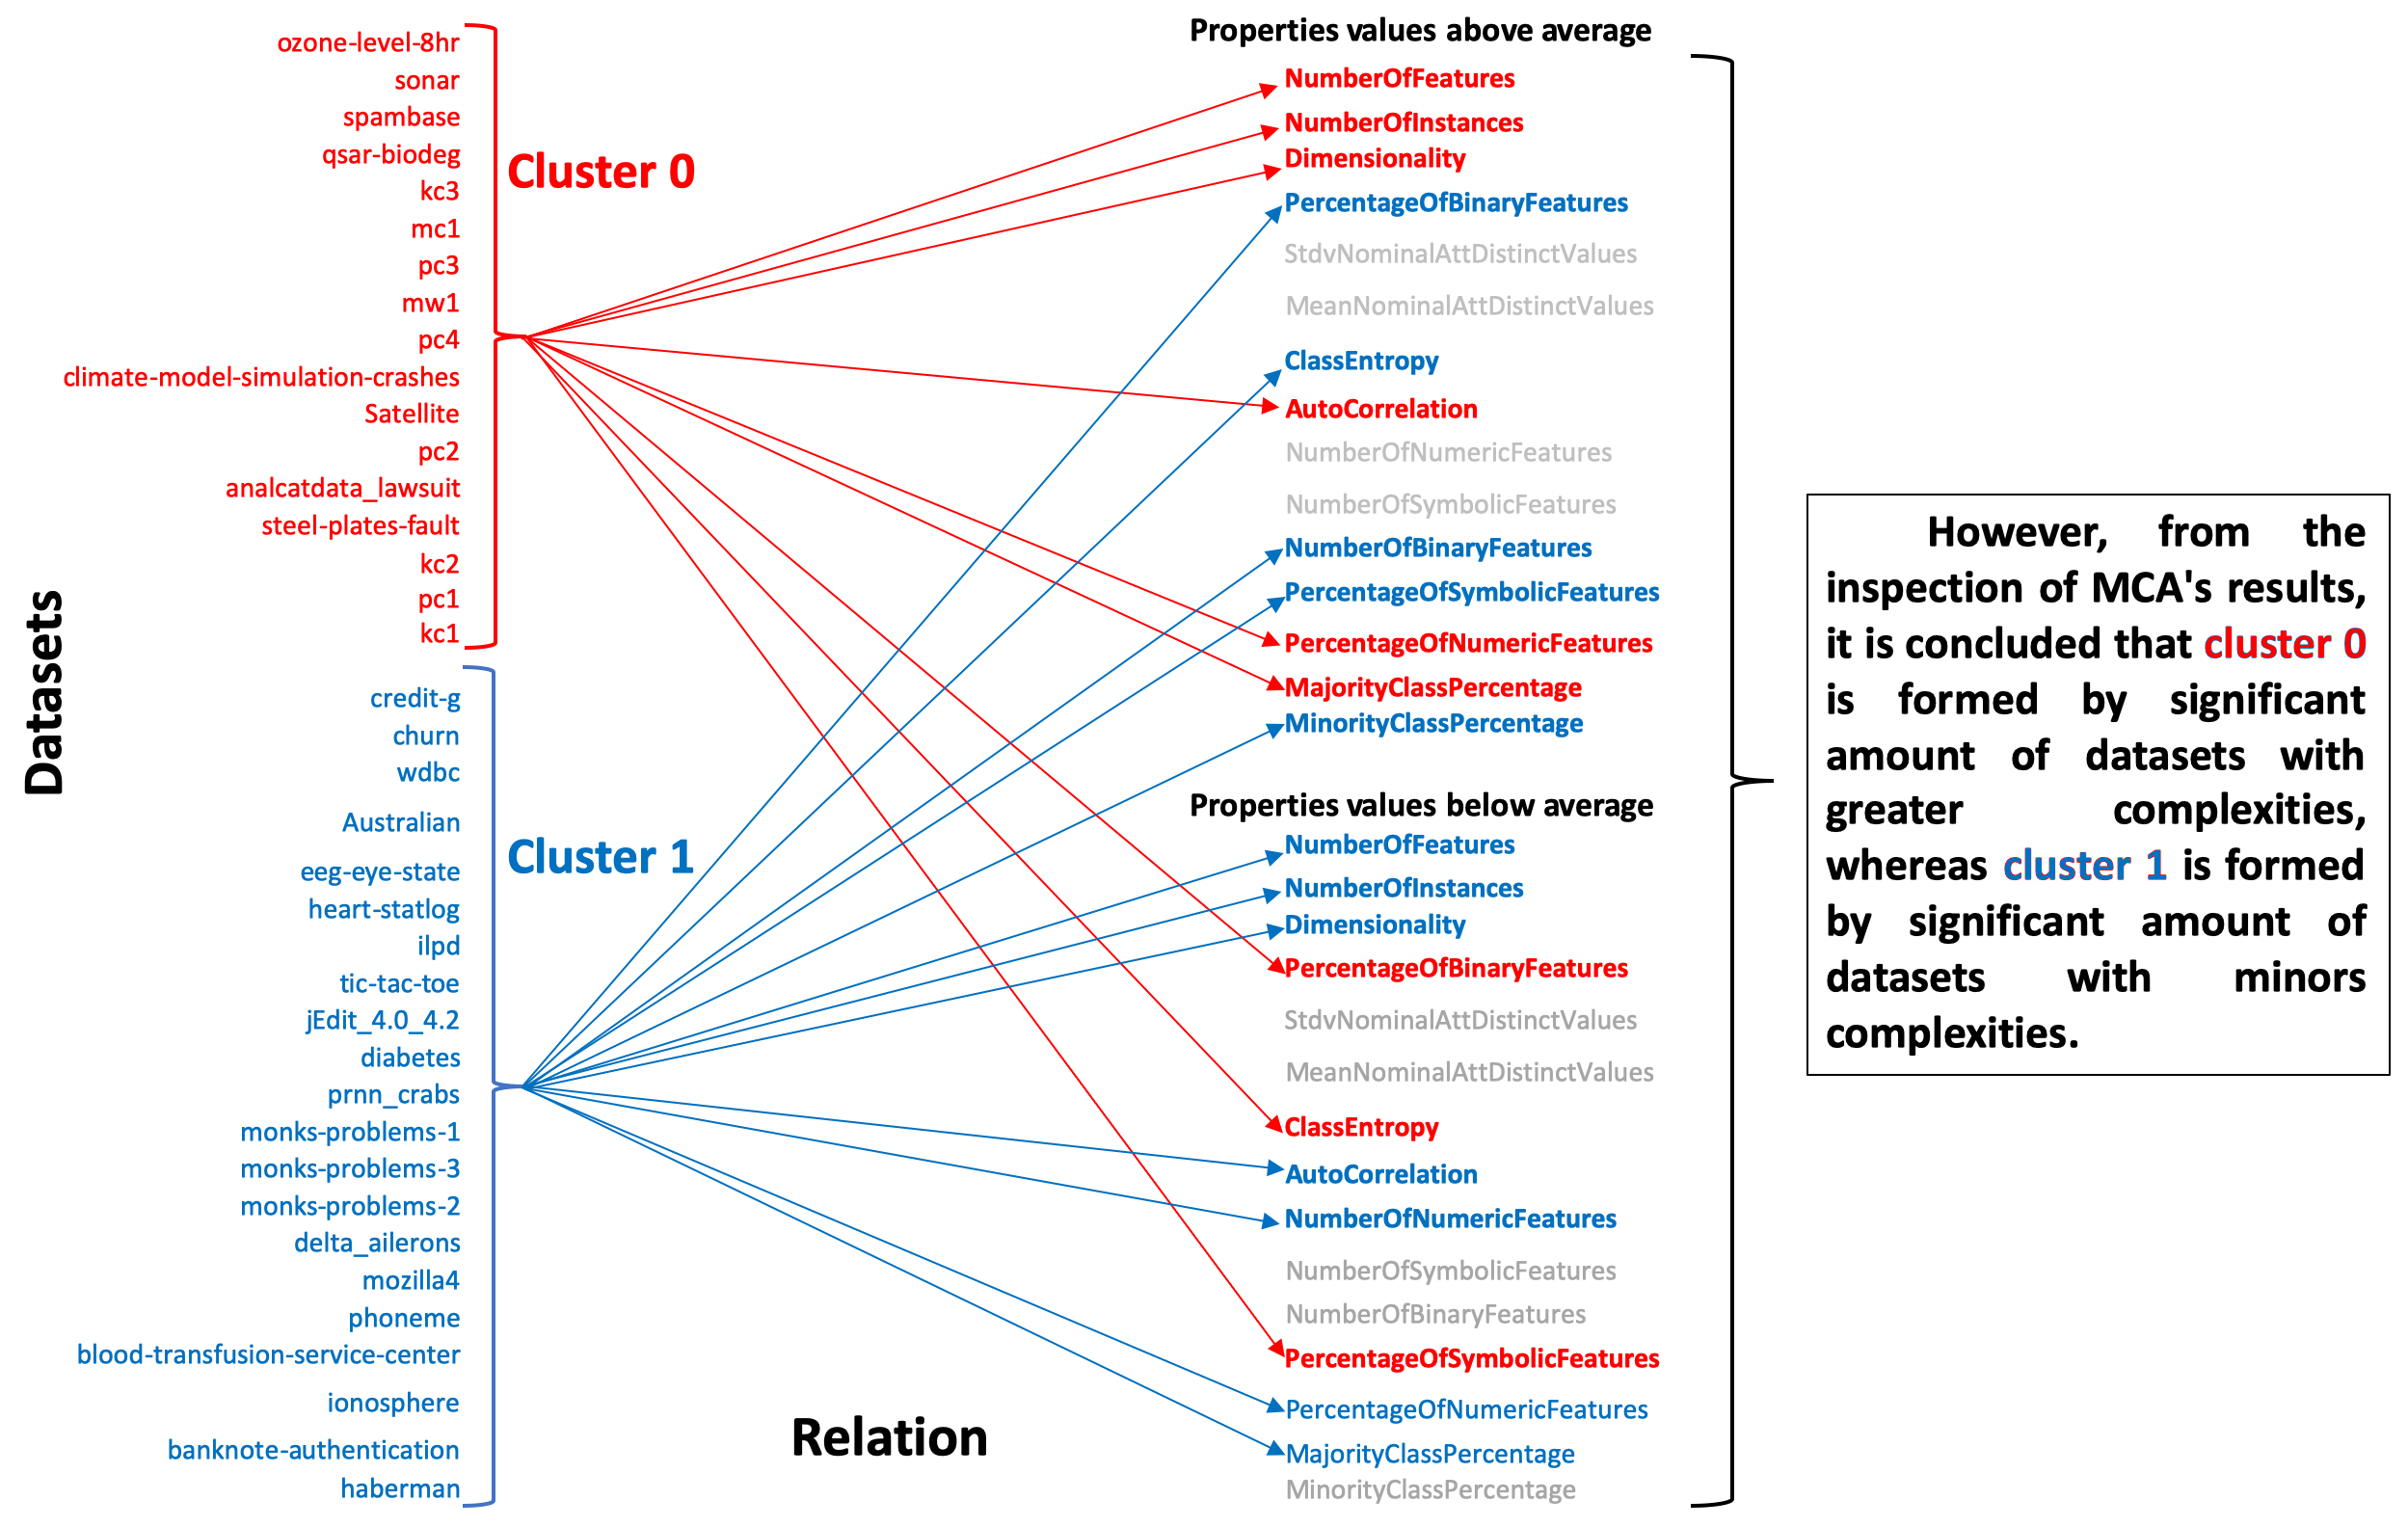 Datasets
ozone-level-8hr
sonar
spambase
qsar-biodeg
kc3
mc1
pc3
mw1
pc4
climate-model-simulation-crashes
Satellite
pc2
analcatdata_lawsuit
steel-plates-fault
kc2
pc1
kc1
Cluster 0
credit-g
churn
wdbc
Australian
eeg-eye-state
heart-statlog
ilpd
tic-tac-toe
jEdit_4.0_4.2
diabetes
prnn_crabs
monks-problems-1
monks-problems-3
monks-problems-2
delta_ailerons
mozilla4
phoneme
blood-transfusion-service-center
ionosphere
banknote-authentication
haberman
Cluster 1
Relation
Properties values above average
NumberOfFeatures
NumberOfInstances
Dimensionality
PercentageOfBinaryFeatures
StdvNominalAttDistinctValues
MeanNominalAttDistinctValues
ClassEntropy
AutoCorrelation
NumberOfNumericFeatures
NumberOfSymbolicFeatures
NumberOfBinaryFeatures
PercentageOfSymbolicFeatures
PercentageOfNumericFeatures
MajorityClassPercentage
MinorityClassPercentage
Properties values below average
NumberOfFeatures
NumberOfInstances
Dimensionality
PercentageOfBinaryFeatures
StdvNominalAttDistinctValues
MeanNominalAttDistinctValues
ClassEntropy
AutoCorrelation
NumberOfNumericFeatures
NumberOfSymbolicFeatures
NumberOfBinaryFeatures
PercentageOfSymbolicFeatures
PercentageOfNumericFeatures
MajorityClassPercentage
MinorityClassPercentage
However, from the
inspection of MCA's results,
it is concluded that cluster 0
is formed by significant
amount of datasets with
greater complexities,
whereas cluster 1 is formed
by significant amount of
datasets with minors
complexities.